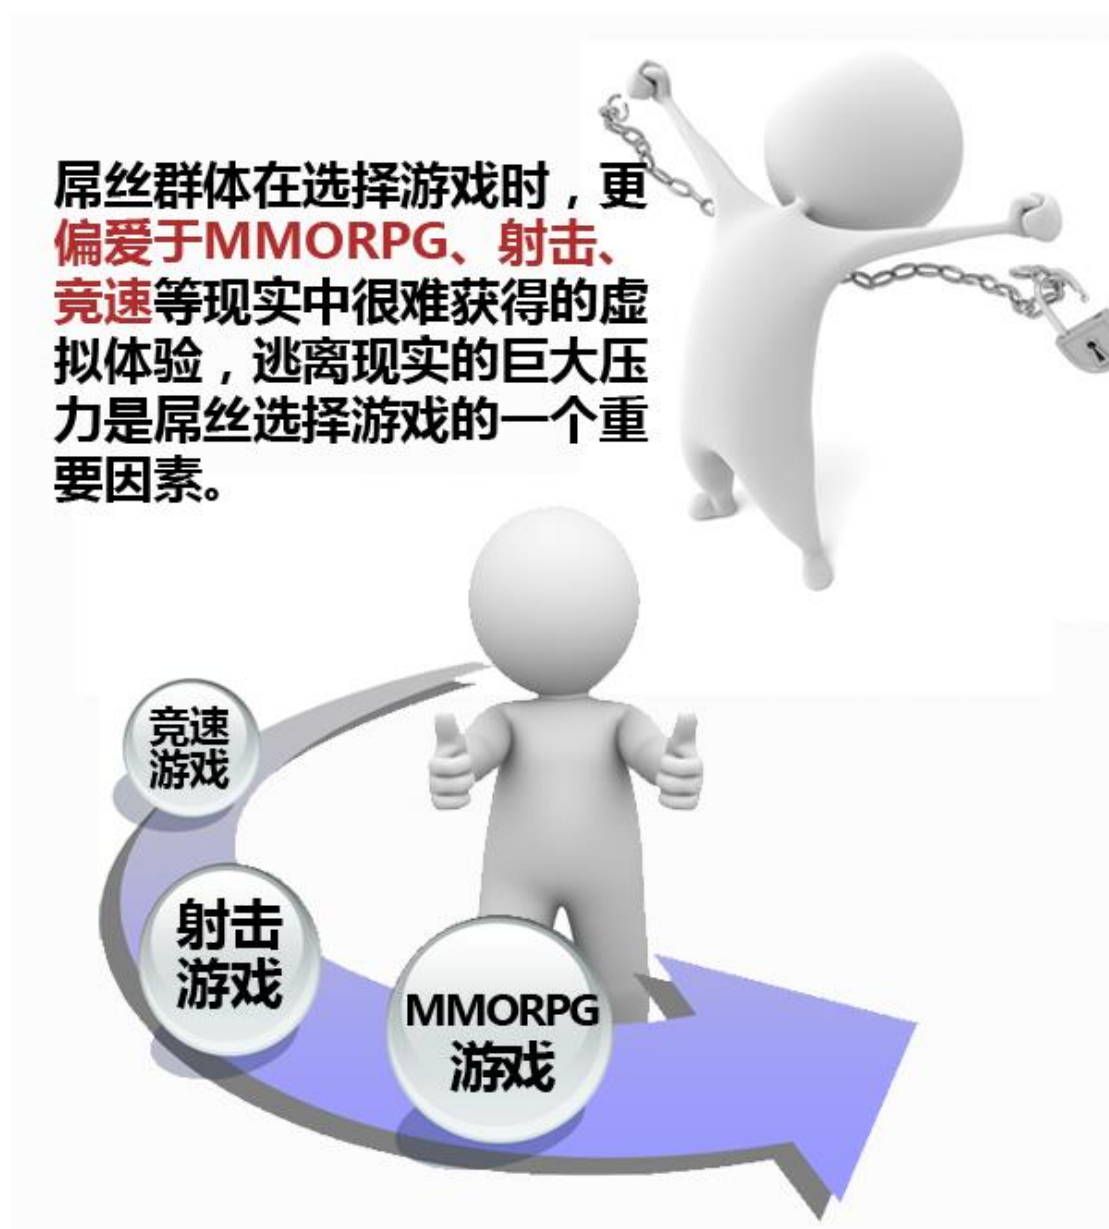 屌丝群体在选择游戏时，更
偏爱于MMORPG、射击、
竞速等现实中很难获得的虚
拟体验，逃离现实的巨大压
力是屌丝选择游戏的一个重
要因素。
竞速
游戏
射击
游戏
MMORPG
游戏